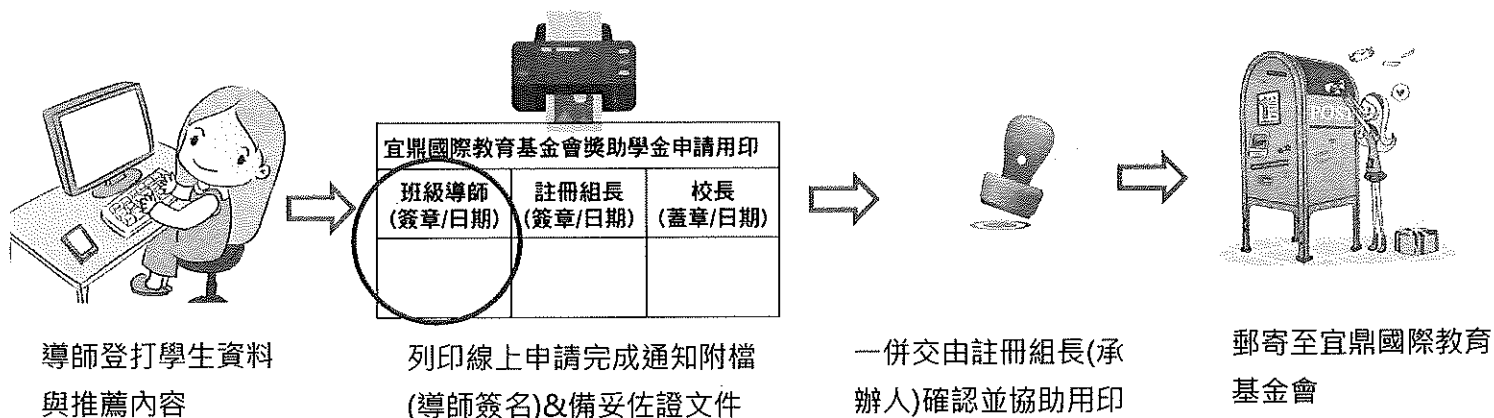 宜鼎國際教育基金會獎助學金申請用印
班級導師
(簽章/日期)
註冊組長
(簽章/日期)
校長
(蓋章/日期)
POST
導師登打學生資料
與推薦內容
列印線上申請完成通知附檔
(導師簽名)&備妥佐證文件
一併交由註冊組長(承
辦人)確認並協助用印
郵寄至宜鼎國際教育
基金會